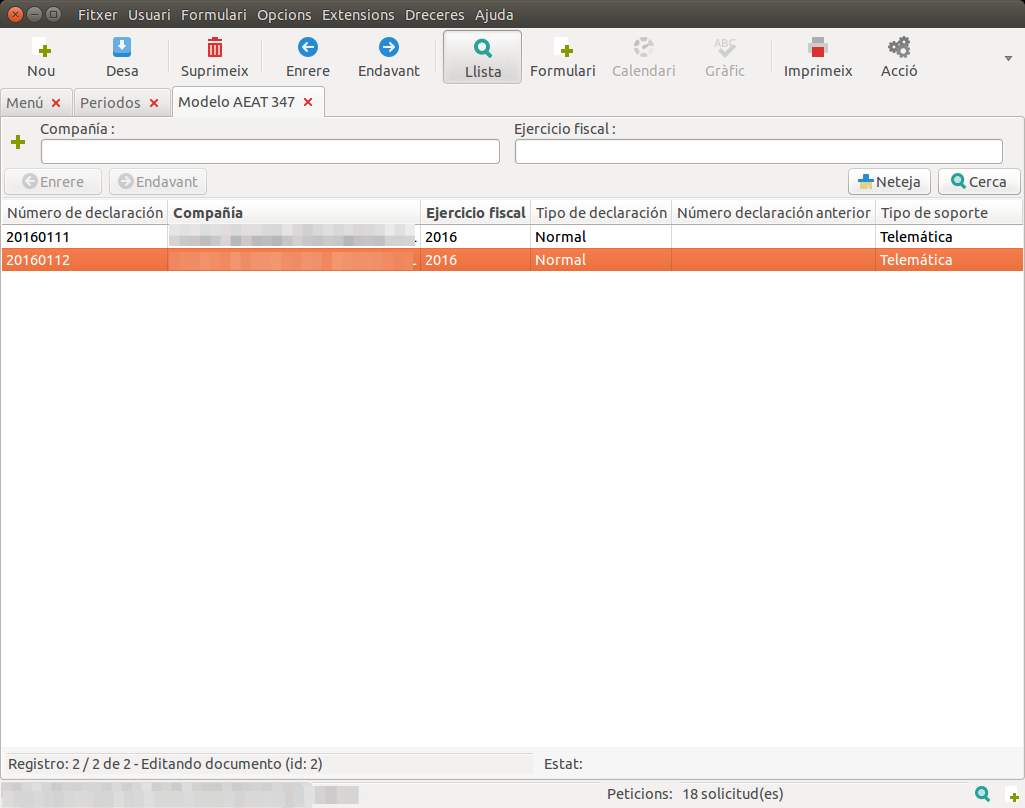 Fitxer Usuari Formulari Opcions Extensions Dreceres Ajuda
Nou Desa Suprimeix Enrere Endavant Llista Formulari Calendari ABC Gràfic Imprimeix Acció
Menú Periodos Modelo AEAT 347
Compañía : Ejercicio fiscal :
Enrere Endavant Neteja Cerca
Número de declaración Compañía Ejercicio fiscal Tipo de declaración Número declaración anterior Tipo de soporte
20160111 2016 Normal Telemática
20160112 2016 Normal Telemática
Registro: 2 / 2 de 2 - Editando documento (id: 2) Estat:
Peticions: 18 solicitud(es)